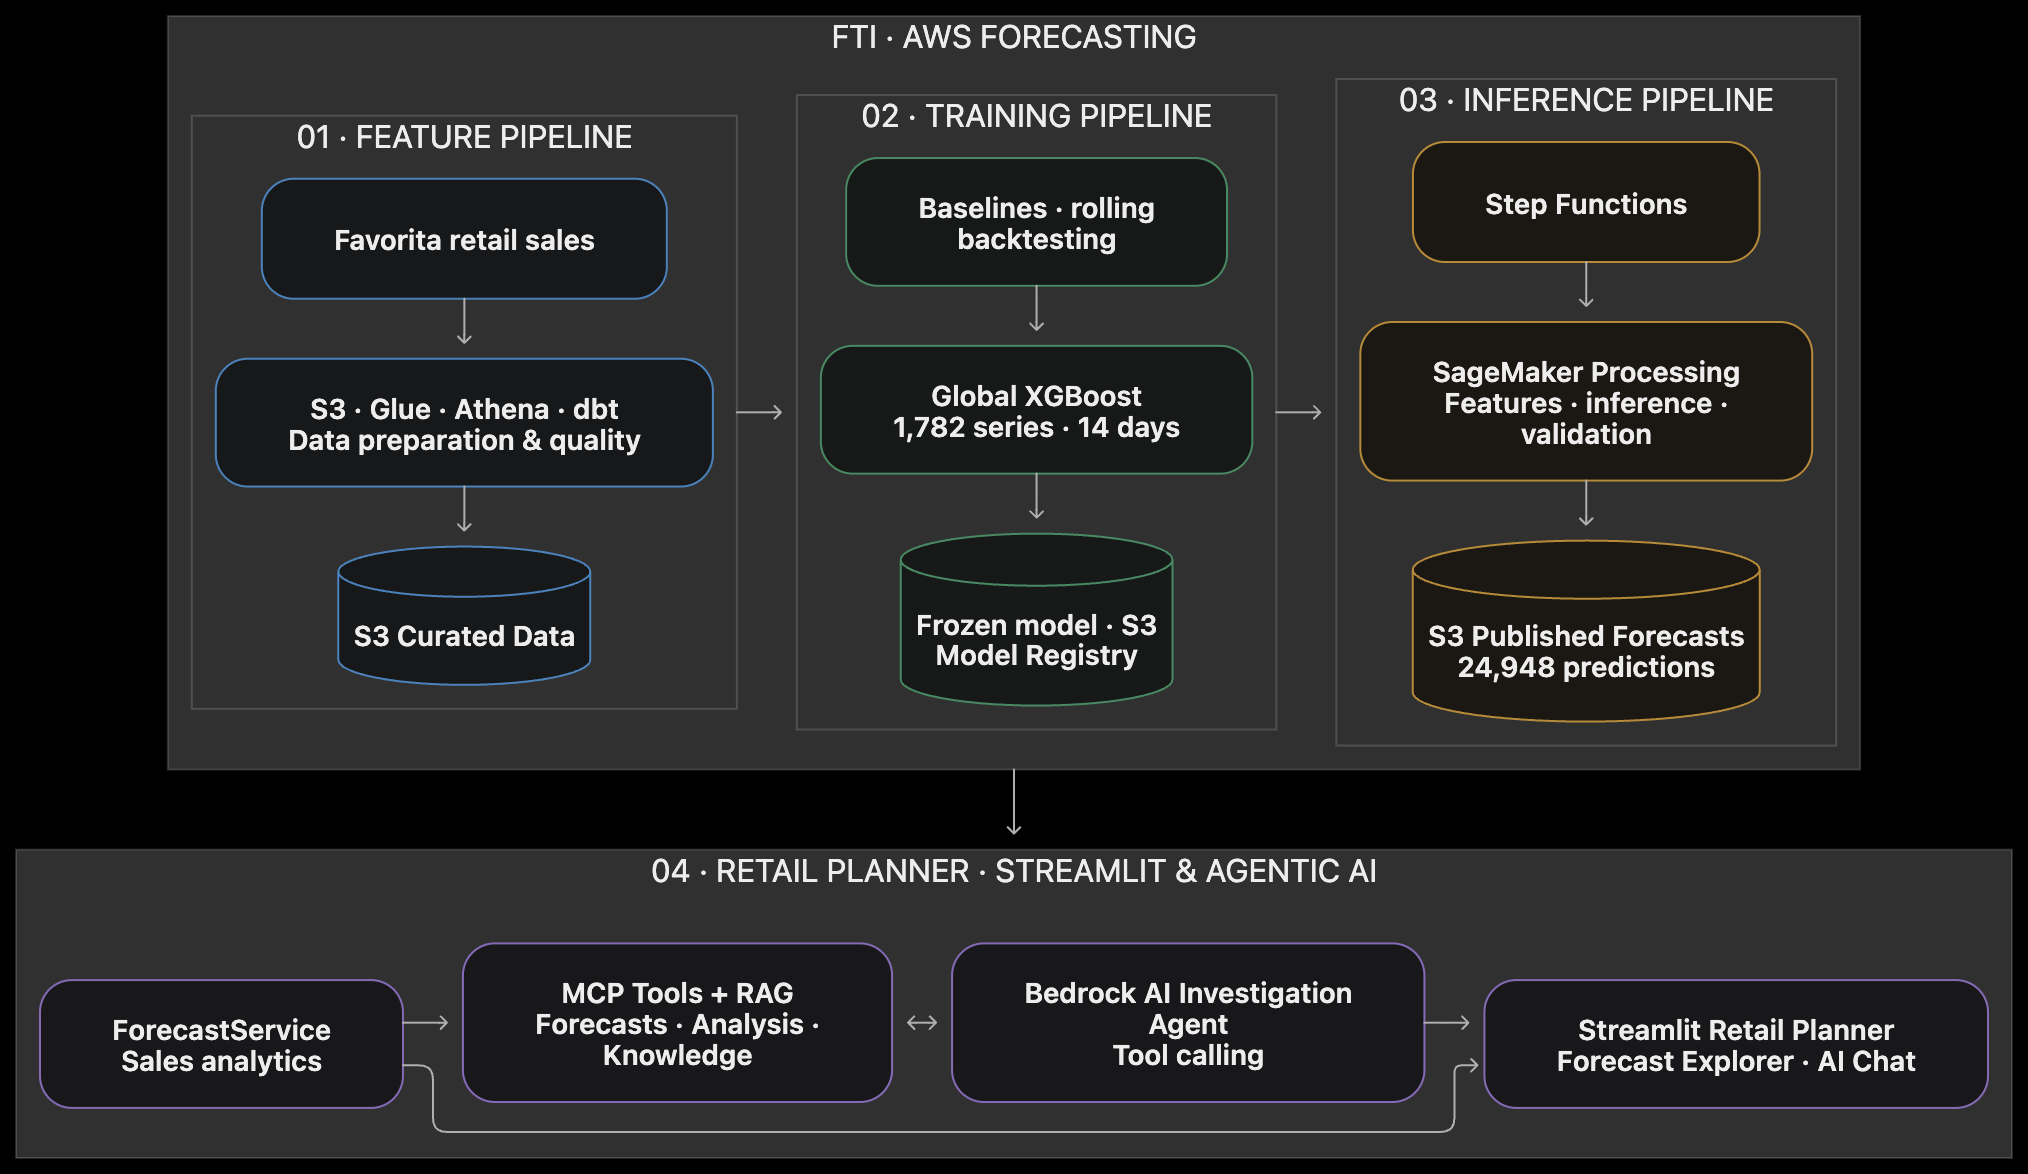 FTI · AWS FORECASTING
01 · FEATURE PIPELINE
Favorita retail sales
S3 · Glue · Athena · dbt
Data preparation & quality
S3 Curated Data
02 · TRAINING PIPELINE
Baselines · rolling
backtesting
Global XGBoost
1,782 series · 14 days
Frozen model · S3
Model Registry
03 · INFERENCE PIPELINE
Step Functions
SageMaker Processing
Features · inference ·
validation
S3 Published Forecasts
24,948 predictions
04 · RETAIL PLANNER · STREAMLIT & AGENTIC AI
ForecastService
Sales analytics
MCP Tools + RAG
Forecasts · Analysis ·
Knowledge
Bedrock AI Investigation
Agent
Tool calling
Streamlit Retail Planner
Forecast Explorer · AI Chat